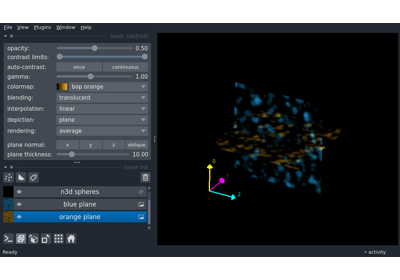 File View Plugins Window Help
layer controls
opacity: 0.50
contrast limits:
auto-contrast: once continuous
gamma: 1.00
colormap: bop orange
blending: translucent
interpolation: linear
depiction: plane
rendering: average
plane normal: x y z oblique
plane thickness: 10.00
layer list
n3d spheres
blue plane
orange plane
0
1
2
Ready activity